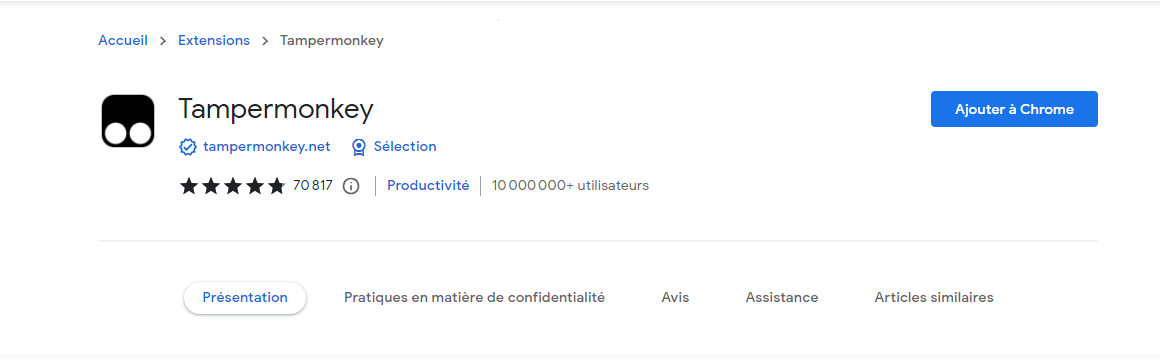 Accueil > Extensions > Tampermonkey
Tampermonkey
Ajouter à Chrome
tampermonkey.net Sélection
70 817 Productivité 10 000 000+ utilisateurs
Présentation Pratiques en matière de confidentialité Avis Assistance Articles similaires